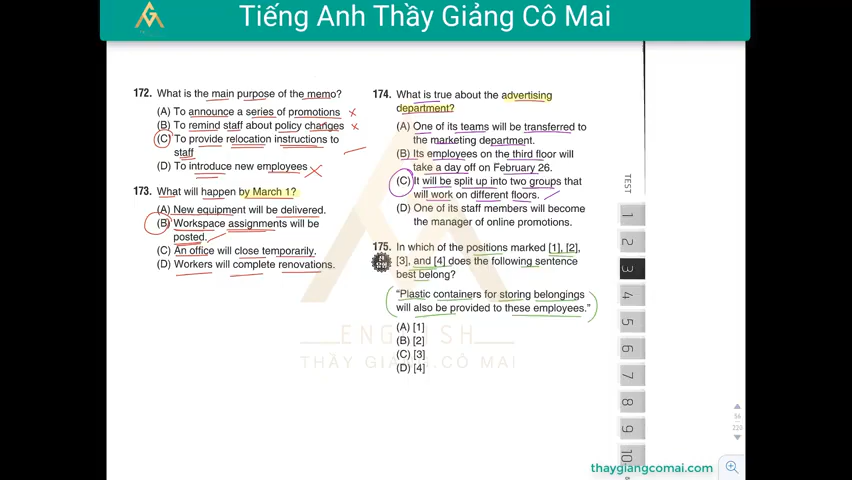 Tiếng Anh Thầy Giảng Cô Mai
172. What is the main purpose of the memo?
(A) To announce a series of promotions
(B) To remind staff about policy changes
(C) To provide relocation instructions to
staff
(D) To introduce new employees
173. What will happen by March 1?
(A) New equipment will be delivered.
(B) Workspace assignments will be
posted.
(C) An office will close temporarily.
(D) Workers will complete renovations.
174. What is true about the advertising
department?
(A) One of its teams will be transferred to
the marketing department.
(B) Its employees on the third floor will
take a day off on February 26.
(C) It will be split up into two groups that
will work on different floors.
(D) One of its staff members will become
the manager of online promotions.
175. In which of the positions marked [1], [2],
[3], and [4] does the following sentence
best belong?
"Plastic containers for storing belongings
will also be provided to these employees."
(A) [1]
(B) [2]
(C) [3]
(D) [4]
TEST
1
2
3
4
5
6
7
8
9
10
ENGLISH
THẦY GIẢNG.CÔ MAI
56
220
thaygiangcomai.com